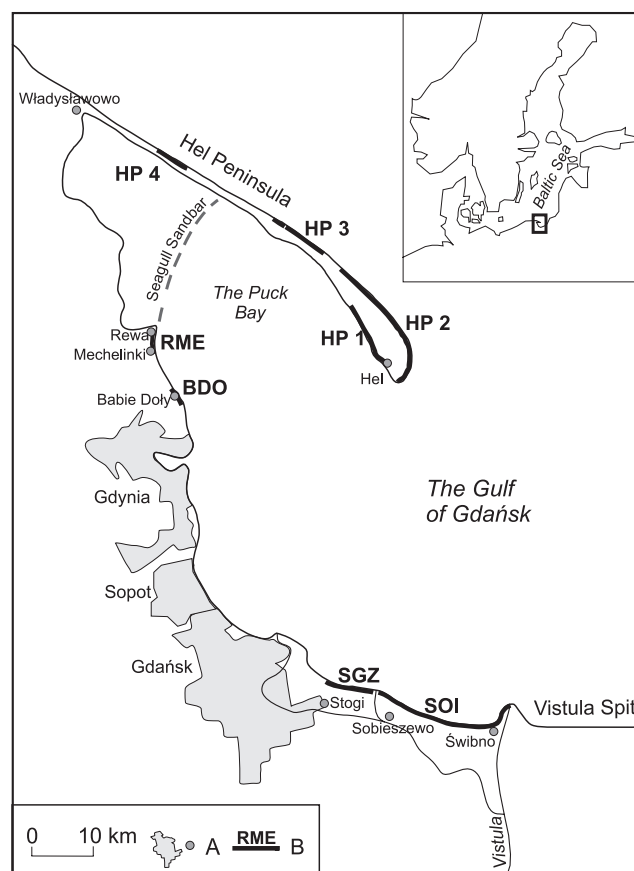 Władysławowo
HP 4
Hel Peninsula
HP 3
Seagull Sandbar
The Puck
Bay
HP 1
HP 2
Hel
Rewa
RME
Mechelinki
BDO
Babie Doły
Baltic Sea
Gdynia
The Gulf
of Gdańsk
Sopot
Gdańsk
SGZ
Stogi
SOI
Sobieszewo
Świbno
Vistula Spit
Vistula
0 10 km
A
RME
B